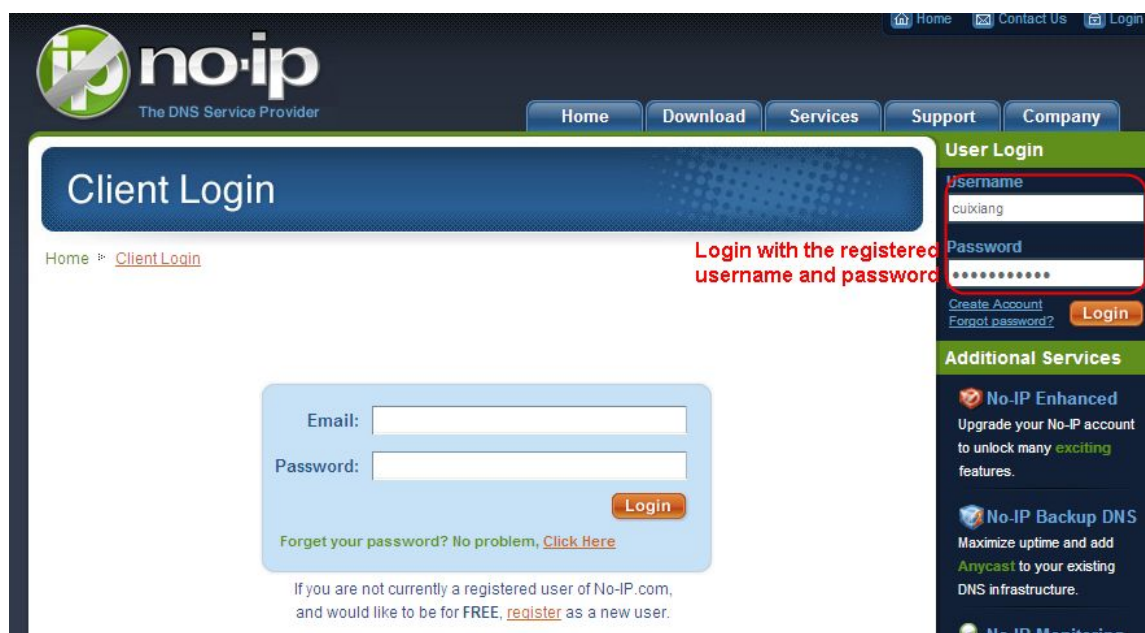 Home Contact Us Login
ip no·ip
The DNS Service Provider
Home Download Services Support Company
Client Login
Home Client Login
Login with the registered
username and password
User Login
Username
cuixiang
Password
Create Account
Forgot password?
Login
Email:
Password:
Login
Forget your password? No problem, Click Here
If you are not currently a registered user of No-IP.com,
and would like to be for FREE, register as a new user.
Additional Services
No-IP Enhanced
Upgrade your No-IP account
to unlock many exciting
features.
No-IP Backup DNS
Maximize uptime and add
Anycast to your existing
DNS infrastructure.
No-IP Monitoring